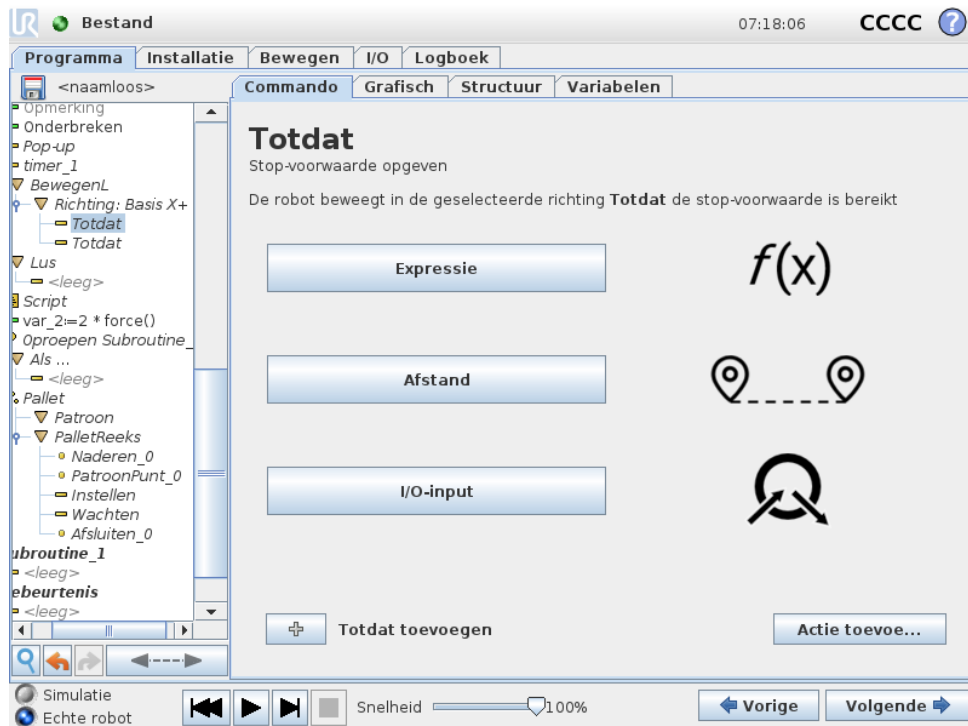 UR Bestand 07:18:06 CCCC ?
Programma Installatie Bewegen I/O Logboek
<naamloos>
Commando Grafisch Structuur Variabelen
Opmerking
Onderbreken
Pop-up
timer_1
BewegenL
Richting: Basis X+
Totdat
Totdat
Lus
<leeg>
Script
var_2:=2 * force()
Oproepen Subroutine_
Als ...
<leeg>
Pallet
Patroon
PalletReeks
Naderen_0
PatroonPunt_0
Instellen
Wachten
Afsluiten_0
ubroutine_1
<leeg>
ebeurtenis
<leeg>
Totdat
Stop-voorwaarde opgeven
De robot beweegt in de geselecteerde richting Totdat de stop-voorwaarde is bereikt
Expressie
f(x)
Afstand
I/O-input
Totdat toevoegen
Actie toevoe...
Simulatie
Echte robot
Snelheid 100%
Vorige Volgende